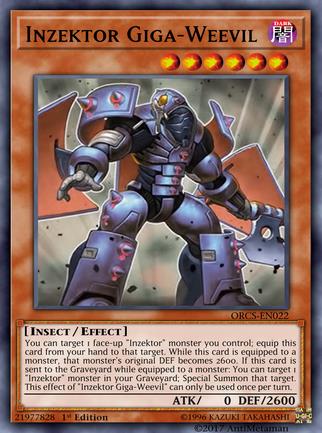 INZEKTOR GIGA-WEEVIL
DARK
闇
ORCS-EN022
[INSECT / EFFECT]
You can target 1 face-up "Inzektor" monster you control; equip this
card from your hand to that target. While this card is equipped to a
monster, that monster's original DEF becomes 2600. If this card is
sent to the Graveyard while equipped to a monster: You can target 1
"Inzektor" monster in your Graveyard; Special Summon that target.
This effect of "Inzektor Giga-Weevil" can only be used once per turn.
ATK/ 0 DEF/2600
21977828 1st Edition ©1996 KAZUKI TAKAHASHI
©2017 AntiMetaman